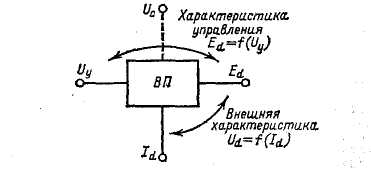 U_c
Характеристика
управления
E_d=f(U_y)
U_y
ВП
E_d
Внешняя
характеристика
U_d=f(I_d)
I_d